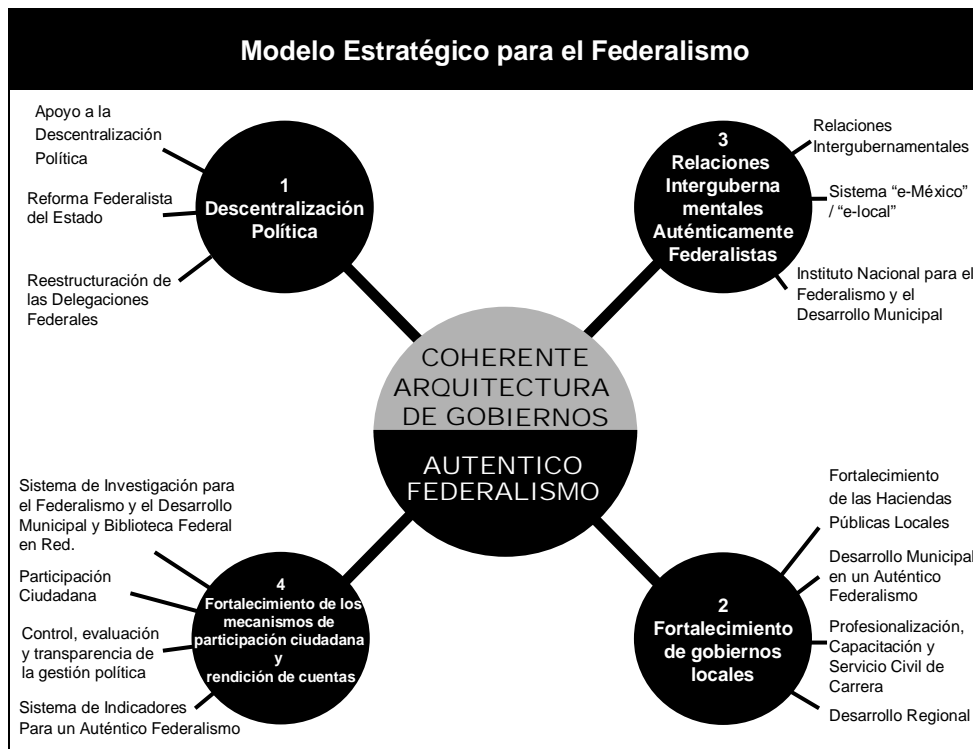 Modelo Estratégico para el Federalismo
Apoyo a la
Descentralización
Política
Reforma Federalista
del Estado
Reestructuración de
las Delegaciones
Federales
1
Descentralización
Política
3
Relaciones
Interguberna
mentales
Auténticamente
Federalistas
Relaciones
Intergubernamentales
Sistema “e-México”
/ “e-local”
Instituto Nacional para el
Federalismo y el
Desarrollo Municipal
COHERENTE
ARQUITECTURA
DE GOBIERNOS
AUTENTICO
FEDERALISMO
Sistema de Investigación para
el Federalismo y el Desarrollo
Municipal y Biblioteca Federal
en Red.
Participación
Ciudadana
Control, evaluación
y transparencia de
la gestión política
Sistema de Indicadores
Para un Auténtico Federalismo
4
Fortalecimiento de los
mecanismos de
participación ciudadana
y
rendición de cuentas
2
Fortalecimiento
de gobiernos
locales
Fortalecimiento
de las Haciendas
Públicas Locales
Desarrollo Municipal
en un Auténtico
Federalismo
Profesionalización,
Capacitación y
Servicio Civil de
Carrera
Desarrollo Regional